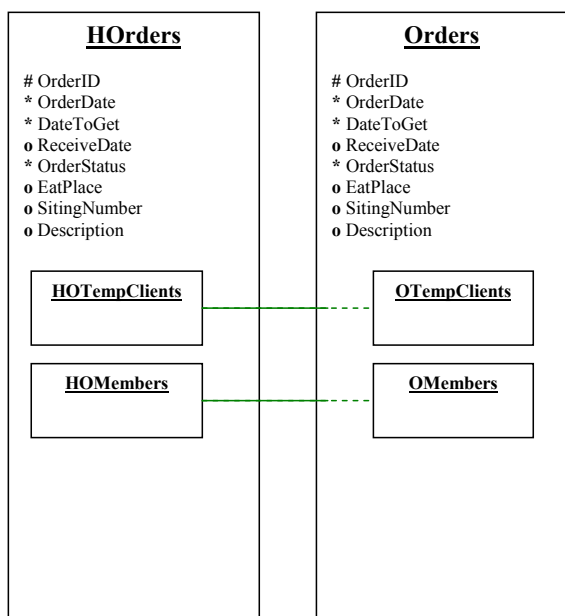 HOrders
# OrderID
* OrderDate
* DateToGet
o ReceiveDate
* OrderStatus
o EatPlace
o SitingNumber
o Description
HOTempClients
HOMembers
Orders
# OrderID
* OrderDate
* DateToGet
o ReceiveDate
* OrderStatus
o EatPlace
o SitingNumber
o Description
OTempClients
OMembers